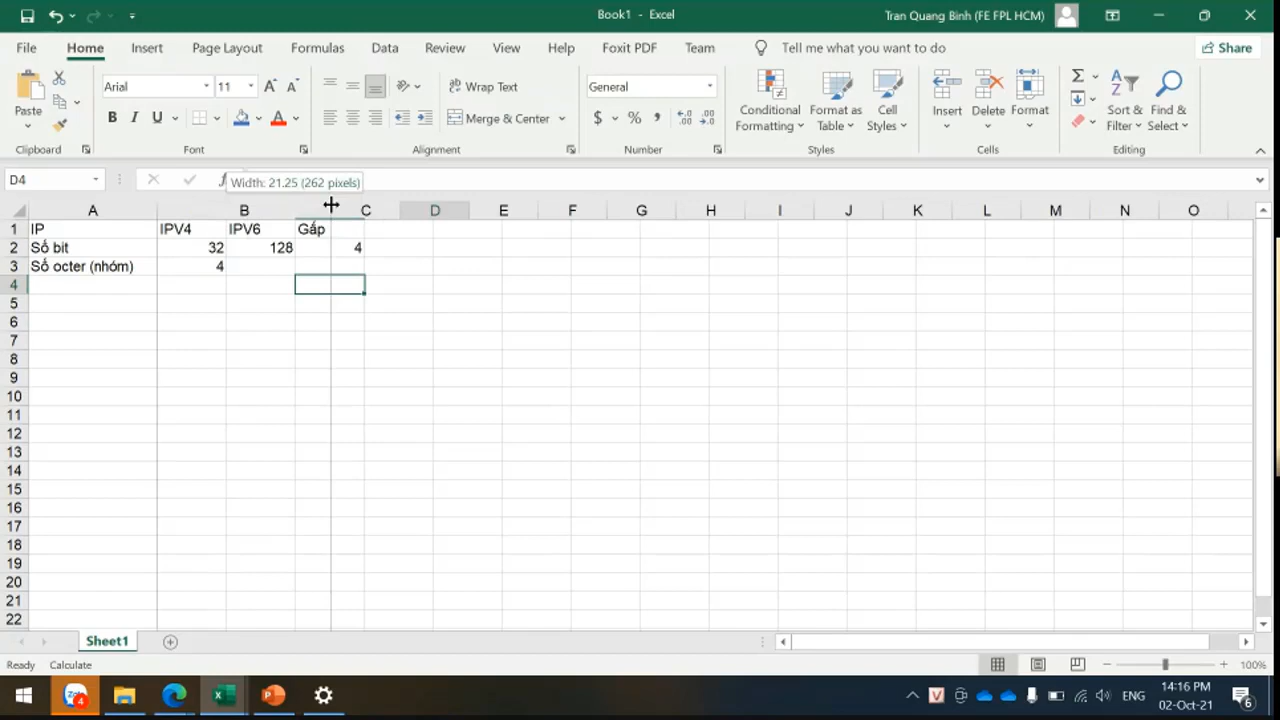 Book1 - Excel
Tran Quang Binh (FE FPL HCM)
File Home Insert Page Layout Formulas Data Review View Help Foxit PDF Team Tell me what you want to do Share
Paste
Arial 11
B I U
Wrap Text
Merge & Center
General
$ % ,
Conditional Formatting
Format as Table
Cell Styles
Insert Delete Format
Sort & Filter
Find & Select
Clipboard Font Alignment Number Styles Cells Editing
D4
Width: 21.25 (262 pixels)
A B C D E F G H I J K L M N O
1 IP IPV4 IPV6 Gấp
2 Số bit 32 128 4
3 Số octer (nhóm) 4
4
5
6
7
8
9
10
11
12
13
14
15
16
17
18
19
20
21
22
Sheet1
Ready Calculate 100%
4
ENG
14:16 PM
02-Oct-21
6